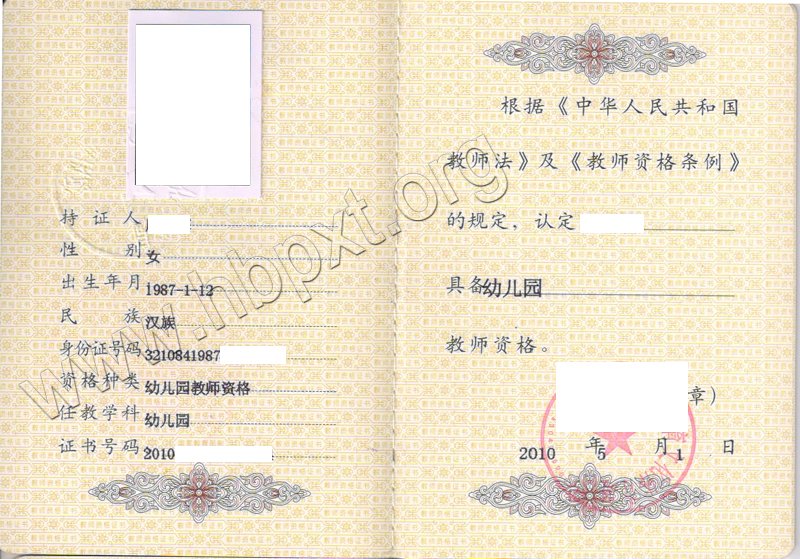 持证人
性别 女
出生年月 1987-1-12
民族 汉族
身份证号码 3210841987
资格种类 幼儿园教师资格
任教学科 幼儿园
证书号码 2010
根据《中华人民共和国
教师法》及《教师资格条例》
的规定，认定
具备幼儿园
教师资格。
章）
2010 年 5 月 1 日
www.hbpxt.org